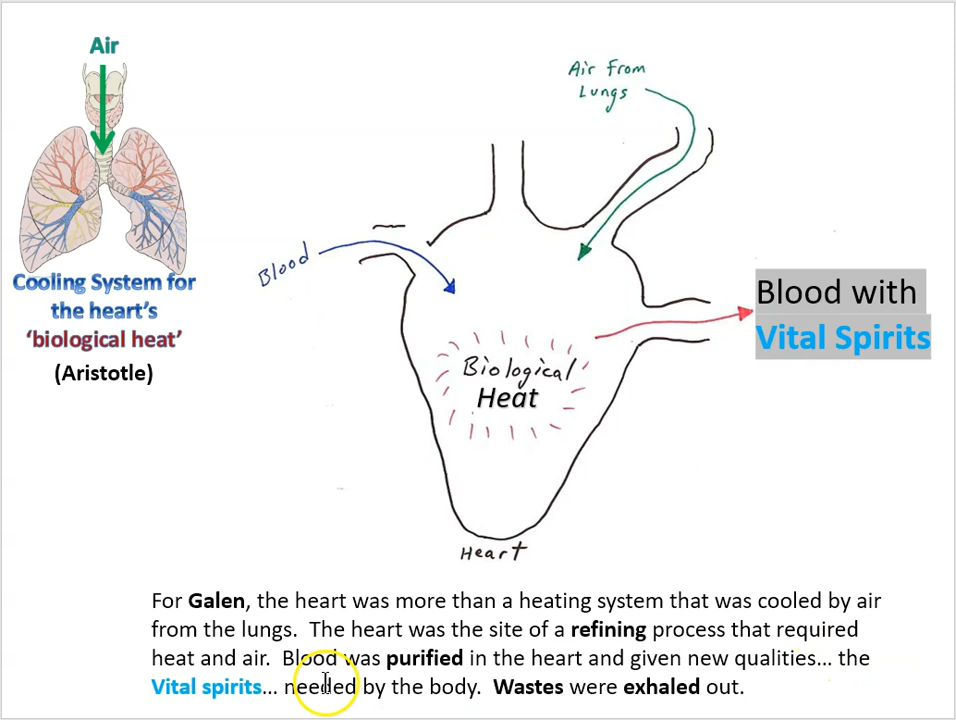 Air
Cooling System for
the heart's
‘biological heat’
(Aristotle)
Air From
Lungs
Blood
Blood with
Vital Spirits
Biological
Heat
Heart
For Galen, the heart was more than a heating system that was cooled by air
from the lungs.  The heart was the site of a refining process that required
heat and air.  Blood was purified in the heart and given new qualities… the
Vital spirits… needed by the body.  Wastes were exhaled out.